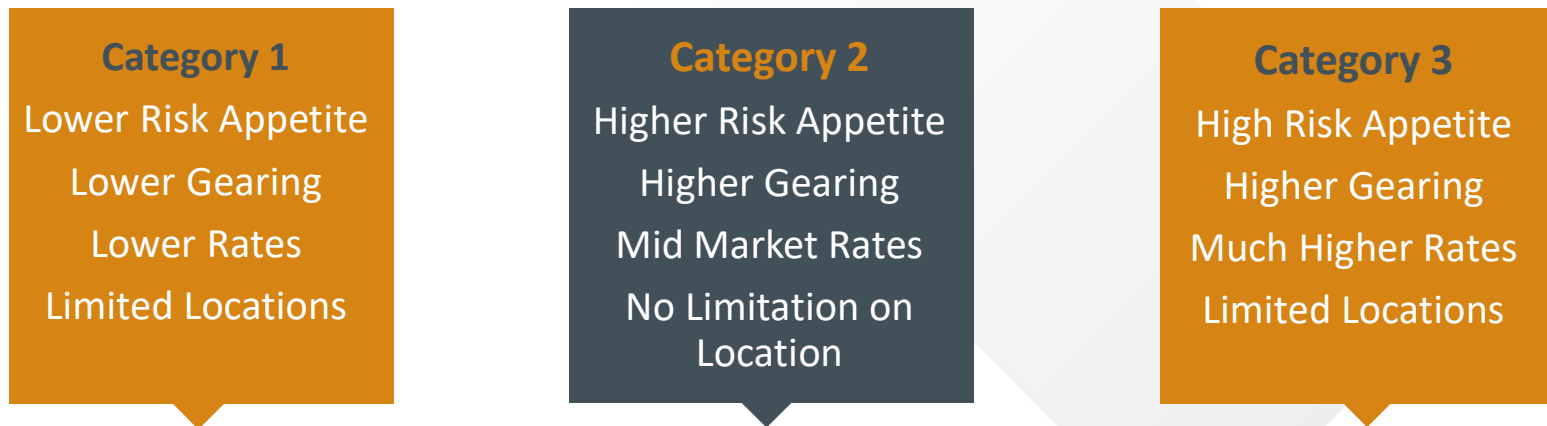 Category 1
Lower Risk Appetite
Lower Gearing
Lower Rates
Limited Locations
Category 2
Higher Risk Appetite
Higher Gearing
Mid Market Rates
No Limitation on
Location
Category 3
High Risk Appetite
Higher Gearing
Much Higher Rates
Limited Locations